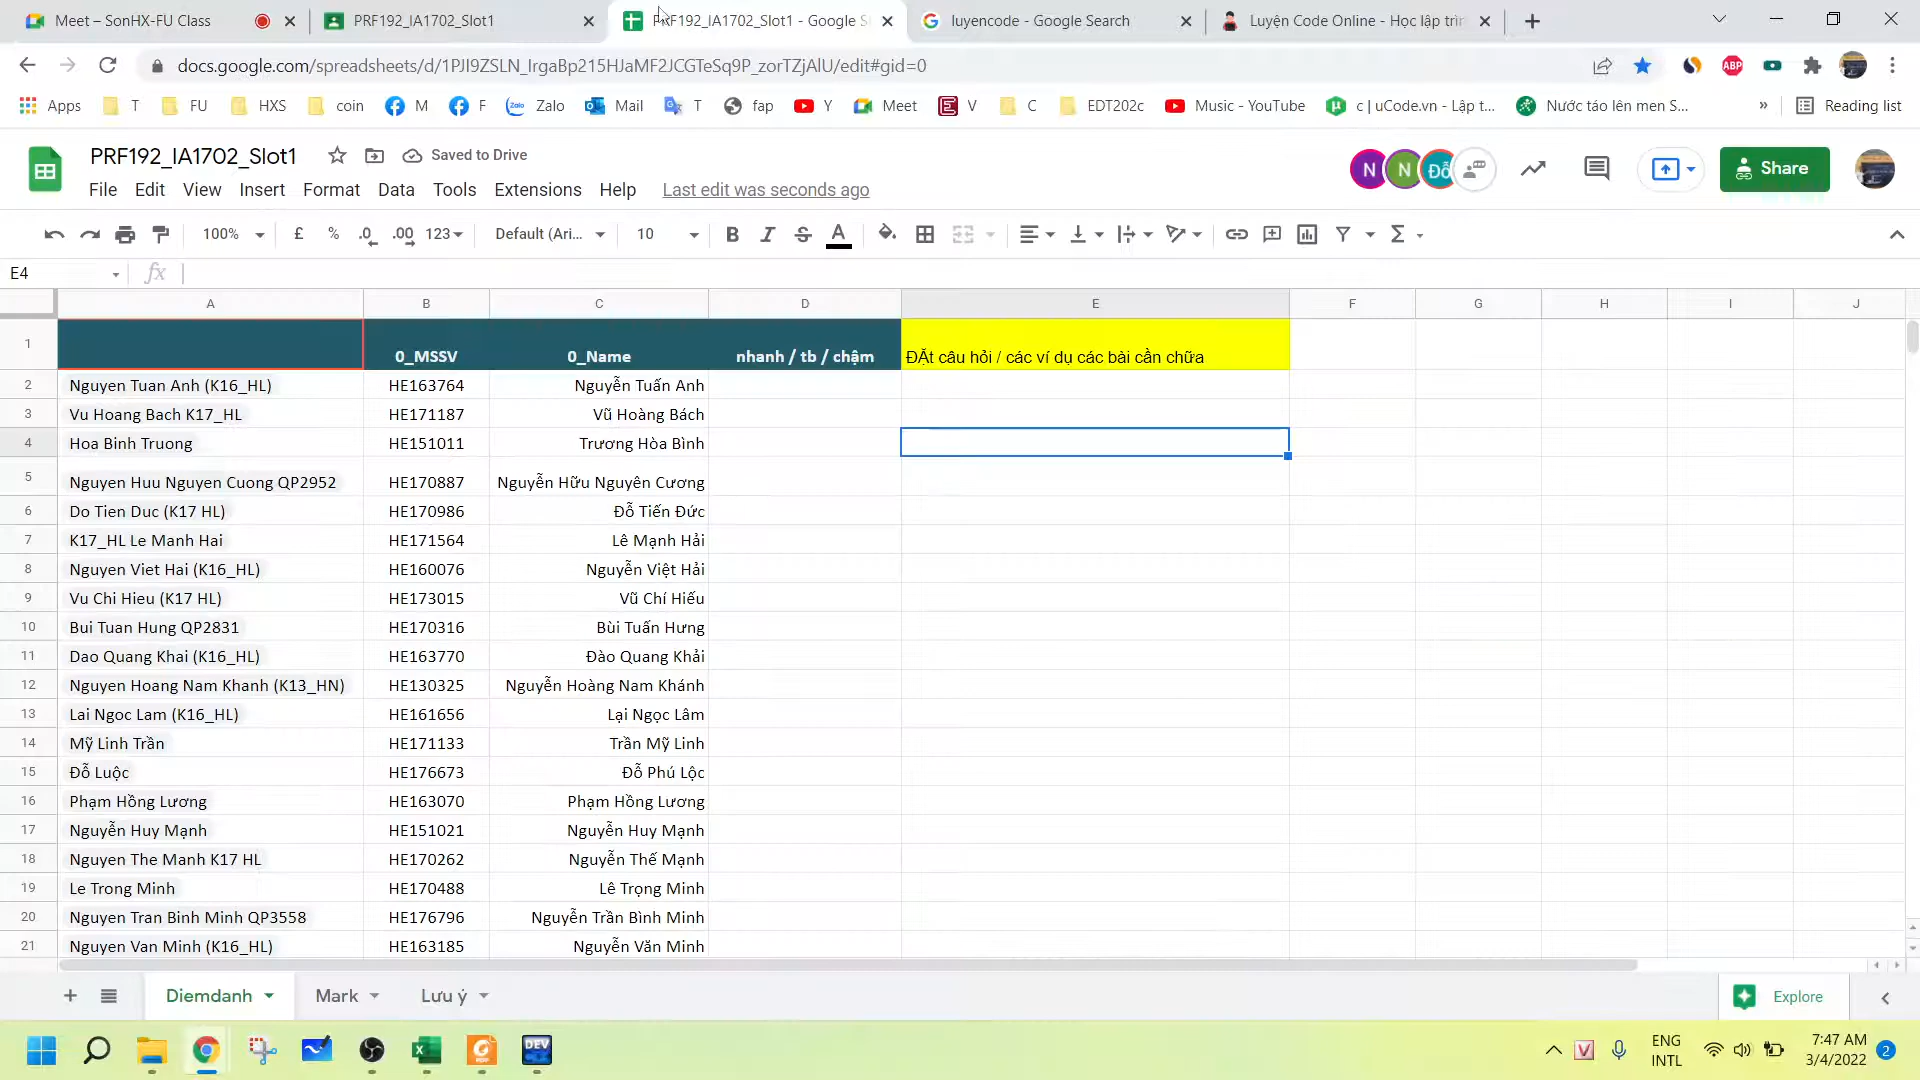 Meet – SonHX-FU Class
PRF192_IA1702_Slot1
PRF192_IA1702_Slot1 - Google S
luyencode - Google Search
Luyện Code Online - Học lập trìn
docs.google.com/spreadsheets/d/1PJI9ZSLN_IrgaBp215HJaMF2JCGTeSq9P_zorTZjAlU/edit#gid=0
ABP
Apps T FU HXS coin M F Zalo Mail T fap Y Meet V C EDT202c Music - YouTube c | uCode.vn - Lập t... Nước táo lên men S... » Reading list
PRF192_IA1702_Slot1
Saved to Drive
N N Đỗ
Share
File Edit View Insert Format Data Tools Extensions Help Last edit was seconds ago
100% £ % .0 .00 123 Default (Ari... 10 B I S A Σ
E4 fx
A B C D E F G H I J
1 0_MSSV 0_Name nhanh / tb / chậm ĐẶt câu hỏi / các ví dụ các bài cần chữa
2 Nguyen Tuan Anh (K16_HL) HE163764 Nguyễn Tuấn Anh
3 Vu Hoang Bach K17_HL HE171187 Vũ Hoàng Bách
4 Hoa Binh Truong HE151011 Trương Hòa Bình
5 Nguyen Huu Nguyen Cuong QP2952 HE170887 Nguyễn Hữu Nguyên Cương
6 Do Tien Duc (K17 HL) HE170986 Đỗ Tiến Đức
7 K17_HL Le Manh Hai HE171564 Lê Mạnh Hải
8 Nguyen Viet Hai (K16_HL) HE160076 Nguyễn Việt Hải
9 Vu Chi Hieu (K17 HL) HE173015 Vũ Chí Hiếu
10 Bui Tuan Hung QP2831 HE170316 Bùi Tuấn Hưng
11 Dao Quang Khai (K16_HL) HE163770 Đào Quang Khải
12 Nguyen Hoang Nam Khanh (K13_HN) HE130325 Nguyễn Hoàng Nam Khánh
13 Lai Ngoc Lam (K16_HL) HE161656 Lại Ngọc Lâm
14 Mỹ Linh Trần HE171133 Trần Mỹ Linh
15 Đỗ Luộc HE176673 Đỗ Phú Lộc
16 Phạm Hồng Lương HE163070 Phạm Hồng Lương
17 Nguyễn Huy Mạnh HE151021 Nguyễn Huy Mạnh
18 Nguyen The Manh K17 HL HE170262 Nguyễn Thế Mạnh
19 Le Trong Minh HE170488 Lê Trọng Minh
20 Nguyen Tran Binh Minh QP3558 HE176796 Nguyễn Trần Bình Minh
21 Nguyen Van Minh (K16_HL) HE163185 Nguyễn Văn Minh
Diemdanh Mark Lưu ý Explore
DEV
V
ENG
INTL
7:47 AM
3/4/2022
2